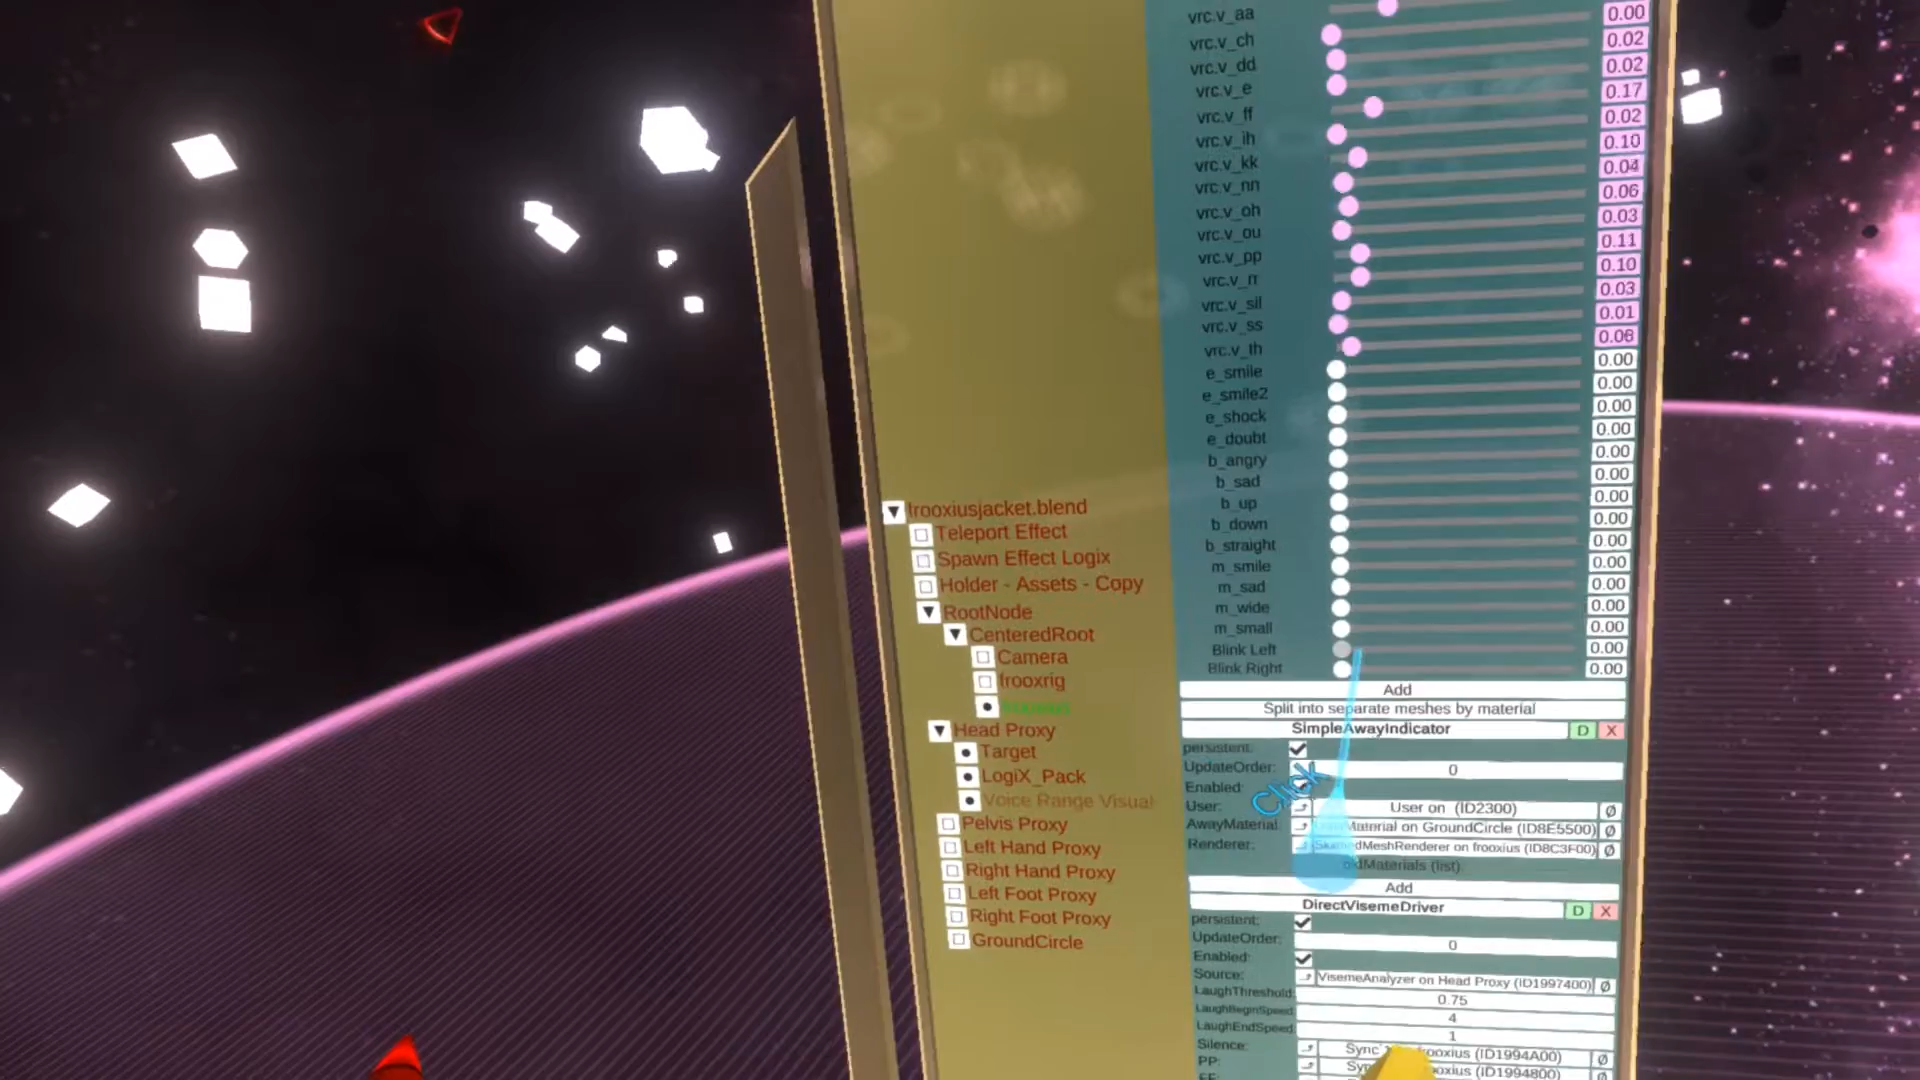 vrc.v_aa 0.00
vrc.v_ch 0.02
vrc.v_dd 0.02
vrc.v_e 0.17
vrc.v_ff 0.02
vrc.v_ih 0.10
vrc.v_kk 0.04
vrc.v_nn 0.06
vrc.v_oh 0.03
vrc.v_ou 0.11
vrc.v_pp 0.10
vrc.v_rr 0.03
vrc.v_sil 0.01
vrc.v_ss 0.06
vrc.v_th 0.00
e_smile 0.00
e_smile2 0.00
e_shock 0.00
e_doubt 0.00
b_angry 0.00
b_sad 0.00
b_up 0.00
b_down 0.00
b_straight 0.00
m_smile 0.00
m_sad 0.00
m_wide 0.00
m_small 0.00
Blink Left 0.00
Blink Right
Add
Split into separate meshes by material
SimpleAwayIndicator D X
persistent:
UpdateOrder: 0
Enabled:
Click
User: User on (ID2300) Ø
AwayMaterial: Material on GroundCircle (ID8E5500) Ø
Renderer: SkinnedMeshRenderer on frooxius (ID8C3F00) Ø
oldMaterials (list)
Add
DirectVisemeDriver D X
persistent:
UpdateOrder: 0
Enabled:
Source: VisemeAnalyzer on Head Proxy (ID1997400) Ø
LaughThreshold: 0.75
LaughBeginSpeed 4
LaughEndSpeed 1
Silence: ooxius (ID1994A00) Ø
PP: ooxius (ID1994800) Ø
frooxiusjacket.blend
Teleport Effect
Spawn Effect Logix
Holder - Assets - Copy
RootNode
CenteredRoot
Camera
frooxrig
Head Proxy
Target
LogiX_Pack
Voice Range Visual
Pelvis Proxy
Left Hand Proxy
Right Hand Proxy
Left Foot Proxy
Right Foot Proxy
GroundCircle